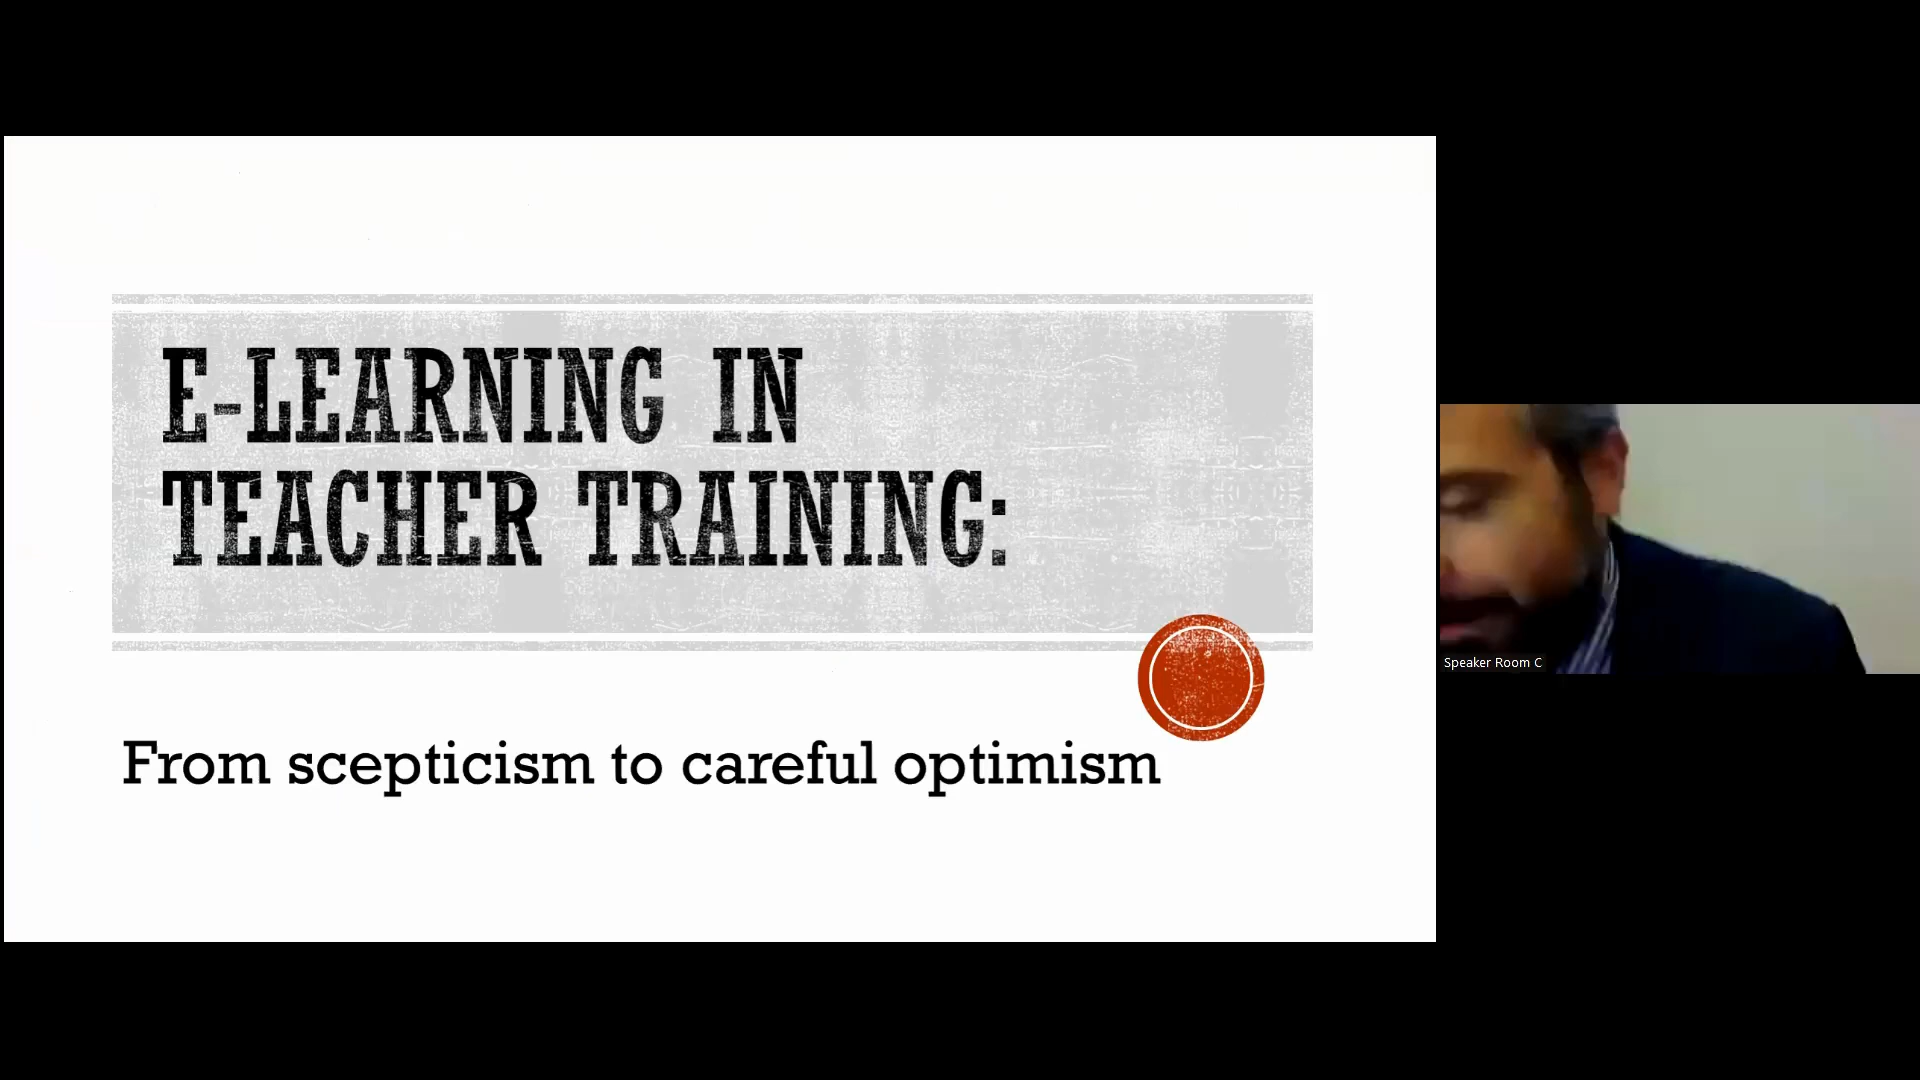 E-LEARNING IN
TEACHER TRAINING:
From scepticism to careful optimism
Speaker Room C